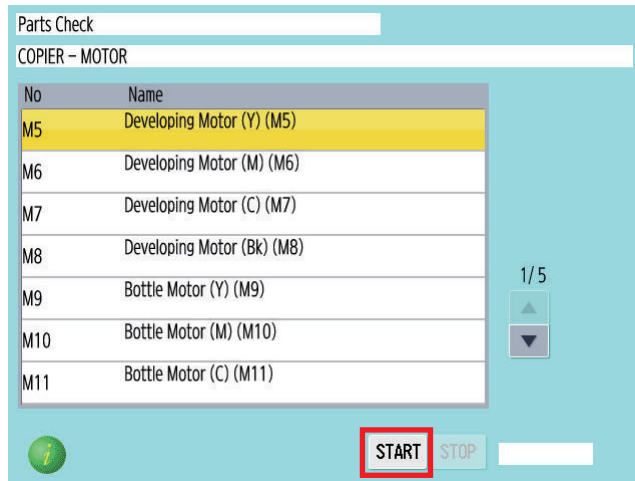 Parts Check
COPIER – MOTOR
No Name
M5 Developing Motor (Y) (M5)
M6 Developing Motor (M) (M6)
M7 Developing Motor (C) (M7)
M8 Developing Motor (Bk) (M8)
M9 Bottle Motor (Y) (M9)
M10 Bottle Motor (M) (M10)
M11 Bottle Motor (C) (M11)
1/5
i
START STOP